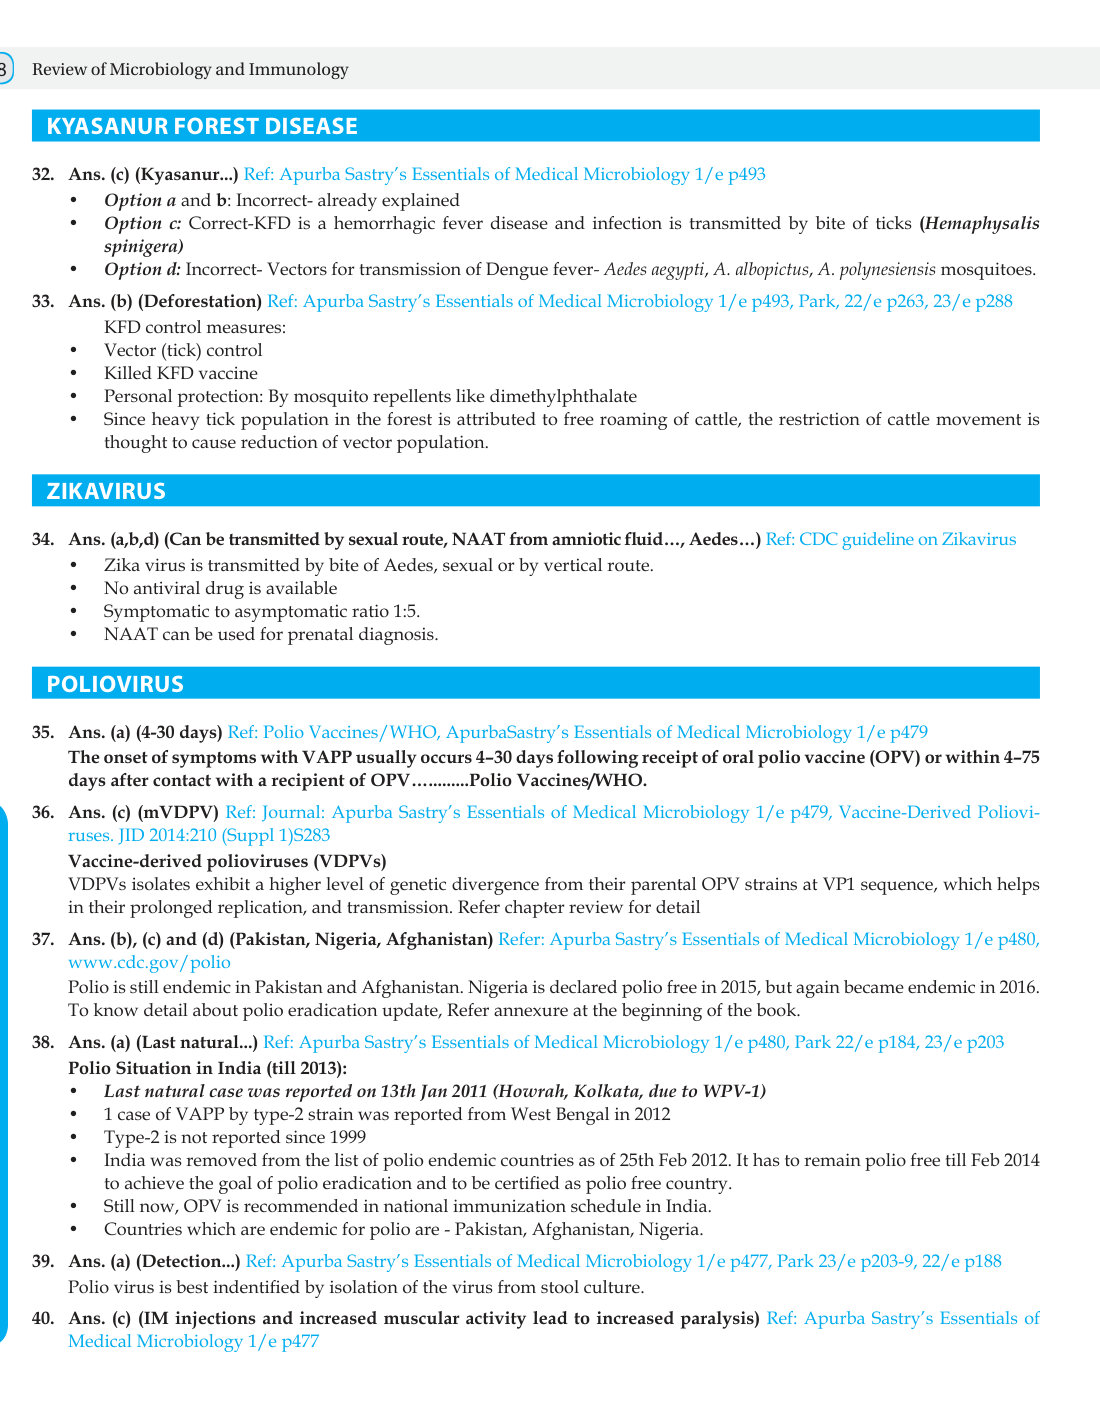 8 Review of Microbiology and Immunology
KYASANUR FOREST DISEASE
32. Ans. (c) (Kyasanur...) Ref: Apurba Sastry's Essentials of Medical Microbiology 1/e p493
• Option a and b: Incorrect- already explained
• Option c: Correct-KFD is a hemorrhagic fever disease and infection is transmitted by bite of ticks (Hemaphysalis
spinigera)
• Option d: Incorrect- Vectors for transmission of Dengue fever- Aedes aegypti, A. albopictus, A. polynesiensis mosquitoes.
33. Ans. (b) (Deforestation) Ref: Apurba Sastry's Essentials of Medical Microbiology 1/e p493, Park, 22/e p263, 23/e p288
KFD control measures:
• Vector (tick) control
• Killed KFD vaccine
• Personal protection: By mosquito repellents like dimethylphthalate
• Since heavy tick population in the forest is attributed to free roaming of cattle, the restriction of cattle movement is
thought to cause reduction of vector population.
ZIKAVIRUS
34. Ans. (a,b,d) (Can be transmitted by sexual route, NAAT from amniotic fluid…, Aedes…) Ref: CDC guideline on Zikavirus
• Zika virus is transmitted by bite of Aedes, sexual or by vertical route.
• No antiviral drug is available
• Symptomatic to asymptomatic ratio 1:5.
• NAAT can be used for prenatal diagnosis.
POLIOVIRUS
35. Ans. (a) (4-30 days) Ref: Polio Vaccines/WHO, ApurbaSastry's Essentials of Medical Microbiology 1/e p479
The onset of symptoms with VAPP usually occurs 4–30 days following receipt of oral polio vaccine (OPV) or within 4–75
days after contact with a recipient of OPV….........Polio Vaccines/WHO.
36. Ans. (c) (mVDPV) Ref: Journal: Apurba Sastry's Essentials of Medical Microbiology 1/e p479, Vaccine-Derived Poliovi-
ruses. JID 2014:210 (Suppl 1)S283
Vaccine-derived polioviruses (VDPVs)
VDPVs isolates exhibit a higher level of genetic divergence from their parental OPV strains at VP1 sequence, which helps
in their prolonged replication, and transmission. Refer chapter review for detail
37. Ans. (b), (c) and (d) (Pakistan, Nigeria, Afghanistan) Refer: Apurba Sastry's Essentials of Medical Microbiology 1/e p480,
www.cdc.gov/polio
Polio is still endemic in Pakistan and Afghanistan. Nigeria is declared polio free in 2015, but again became endemic in 2016.
To know detail about polio eradication update, Refer annexure at the beginning of the book.
38. Ans. (a) (Last natural...) Ref: Apurba Sastry's Essentials of Medical Microbiology 1/e p480, Park 22/e p184, 23/e p203
Polio Situation in India (till 2013):
• Last natural case was reported on 13th Jan 2011 (Howrah, Kolkata, due to WPV-1)
• 1 case of VAPP by type-2 strain was reported from West Bengal in 2012
• Type-2 is not reported since 1999
• India was removed from the list of polio endemic countries as of 25th Feb 2012. It has to remain polio free till Feb 2014
to achieve the goal of polio eradication and to be certified as polio free country.
• Still now, OPV is recommended in national immunization schedule in India.
• Countries which are endemic for polio are - Pakistan, Afghanistan, Nigeria.
39. Ans. (a) (Detection...) Ref: Apurba Sastry's Essentials of Medical Microbiology 1/e p477, Park 23/e p203-9, 22/e p188
Polio virus is best indentified by isolation of the virus from stool culture.
40. Ans. (c) (IM injections and increased muscular activity lead to increased paralysis) Ref: Apurba Sastry's Essentials of
Medical Microbiology 1/e p477